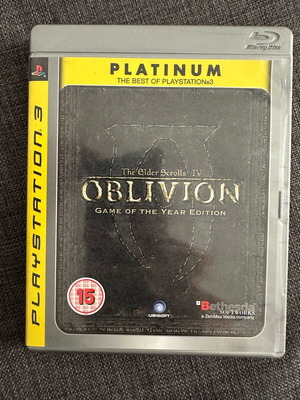 Blu-ray Disc
PLATINUM
THE BEST OF PLAYSTATION®3
PLAYSTATION 3
The Elder Scrolls® IV
OBLIVION
GAME OF THE YEAR EDITION
15
UBISOFT
Bethesda
SOFTWORKS
a ZeniMax Media company